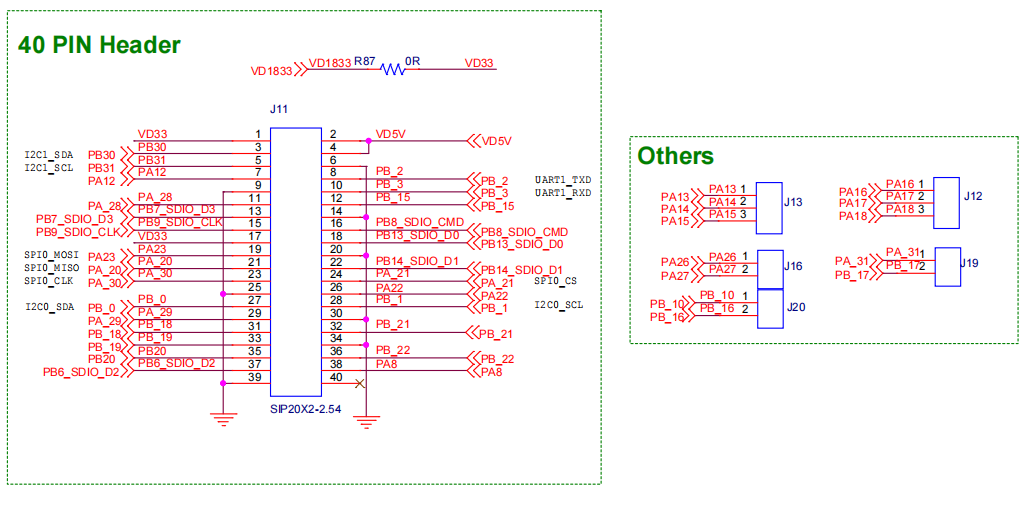 40 PIN Header
VD1833 VD1833 R87 0R VD33
J11
VD33 1 2 VD5V VD5V
I2C1_SDA PB30 PB30 3 4
I2C1_SCL PB31 PB31 5 6
PA12 PA12 7 8 PB_2 PB_2 UART1_TXD
9 10 PB_3 PB_3 UART1_RXD
PA_28 PA_28 11 12 PB_15 PB_15
PB7_SDIO_D3 PB7_SDIO_D3 13 14
PB9_SDIO_CLK PB9_SDIO_CLK 15 16 PB8_SDIO_CMD PB8_SDIO_CMD
VD33 17 18 PB13_SDIO_D0 PB13_SDIO_D0
SPI0_MOSI PA23 PA23 19 20
SPI0_MISO PA_20 PA_20 21 22 PB14_SDIO_D1 PB14_SDIO_D1
SPI0_CLK PA_30 PA_30 23 24 PA_21 PA_21 SPI0_CS
25 26 PA22 PA22
I2C0_SDA PB_0 PB_0 27 28 PB_1 PB_1 I2C0_SCL
PA_29 PA_29 29 30
PB_18 PB_18 31 32 PB_21 PB_21
PB_19 PB_19 33 34
PB20 PB20 35 36 PB_22 PB_22
PB6_SDIO_D2 PB6_SDIO_D2 37 38 PA8 PA8
39 40
SIP20X2-2.54
Others
PA13 PA13 1
PA14 PA14 2 J13
PA15 PA15 3
PA16 PA16 1
PA17 PA17 2 J12
PA18 PA18 3
PA26 PA26 1 J16
PA27 PA27 2
PA_31 PA_31 1 J19
PB_17 PB_17 2
PB_10 PB_10 1
PB_16 PB_16 2 J20